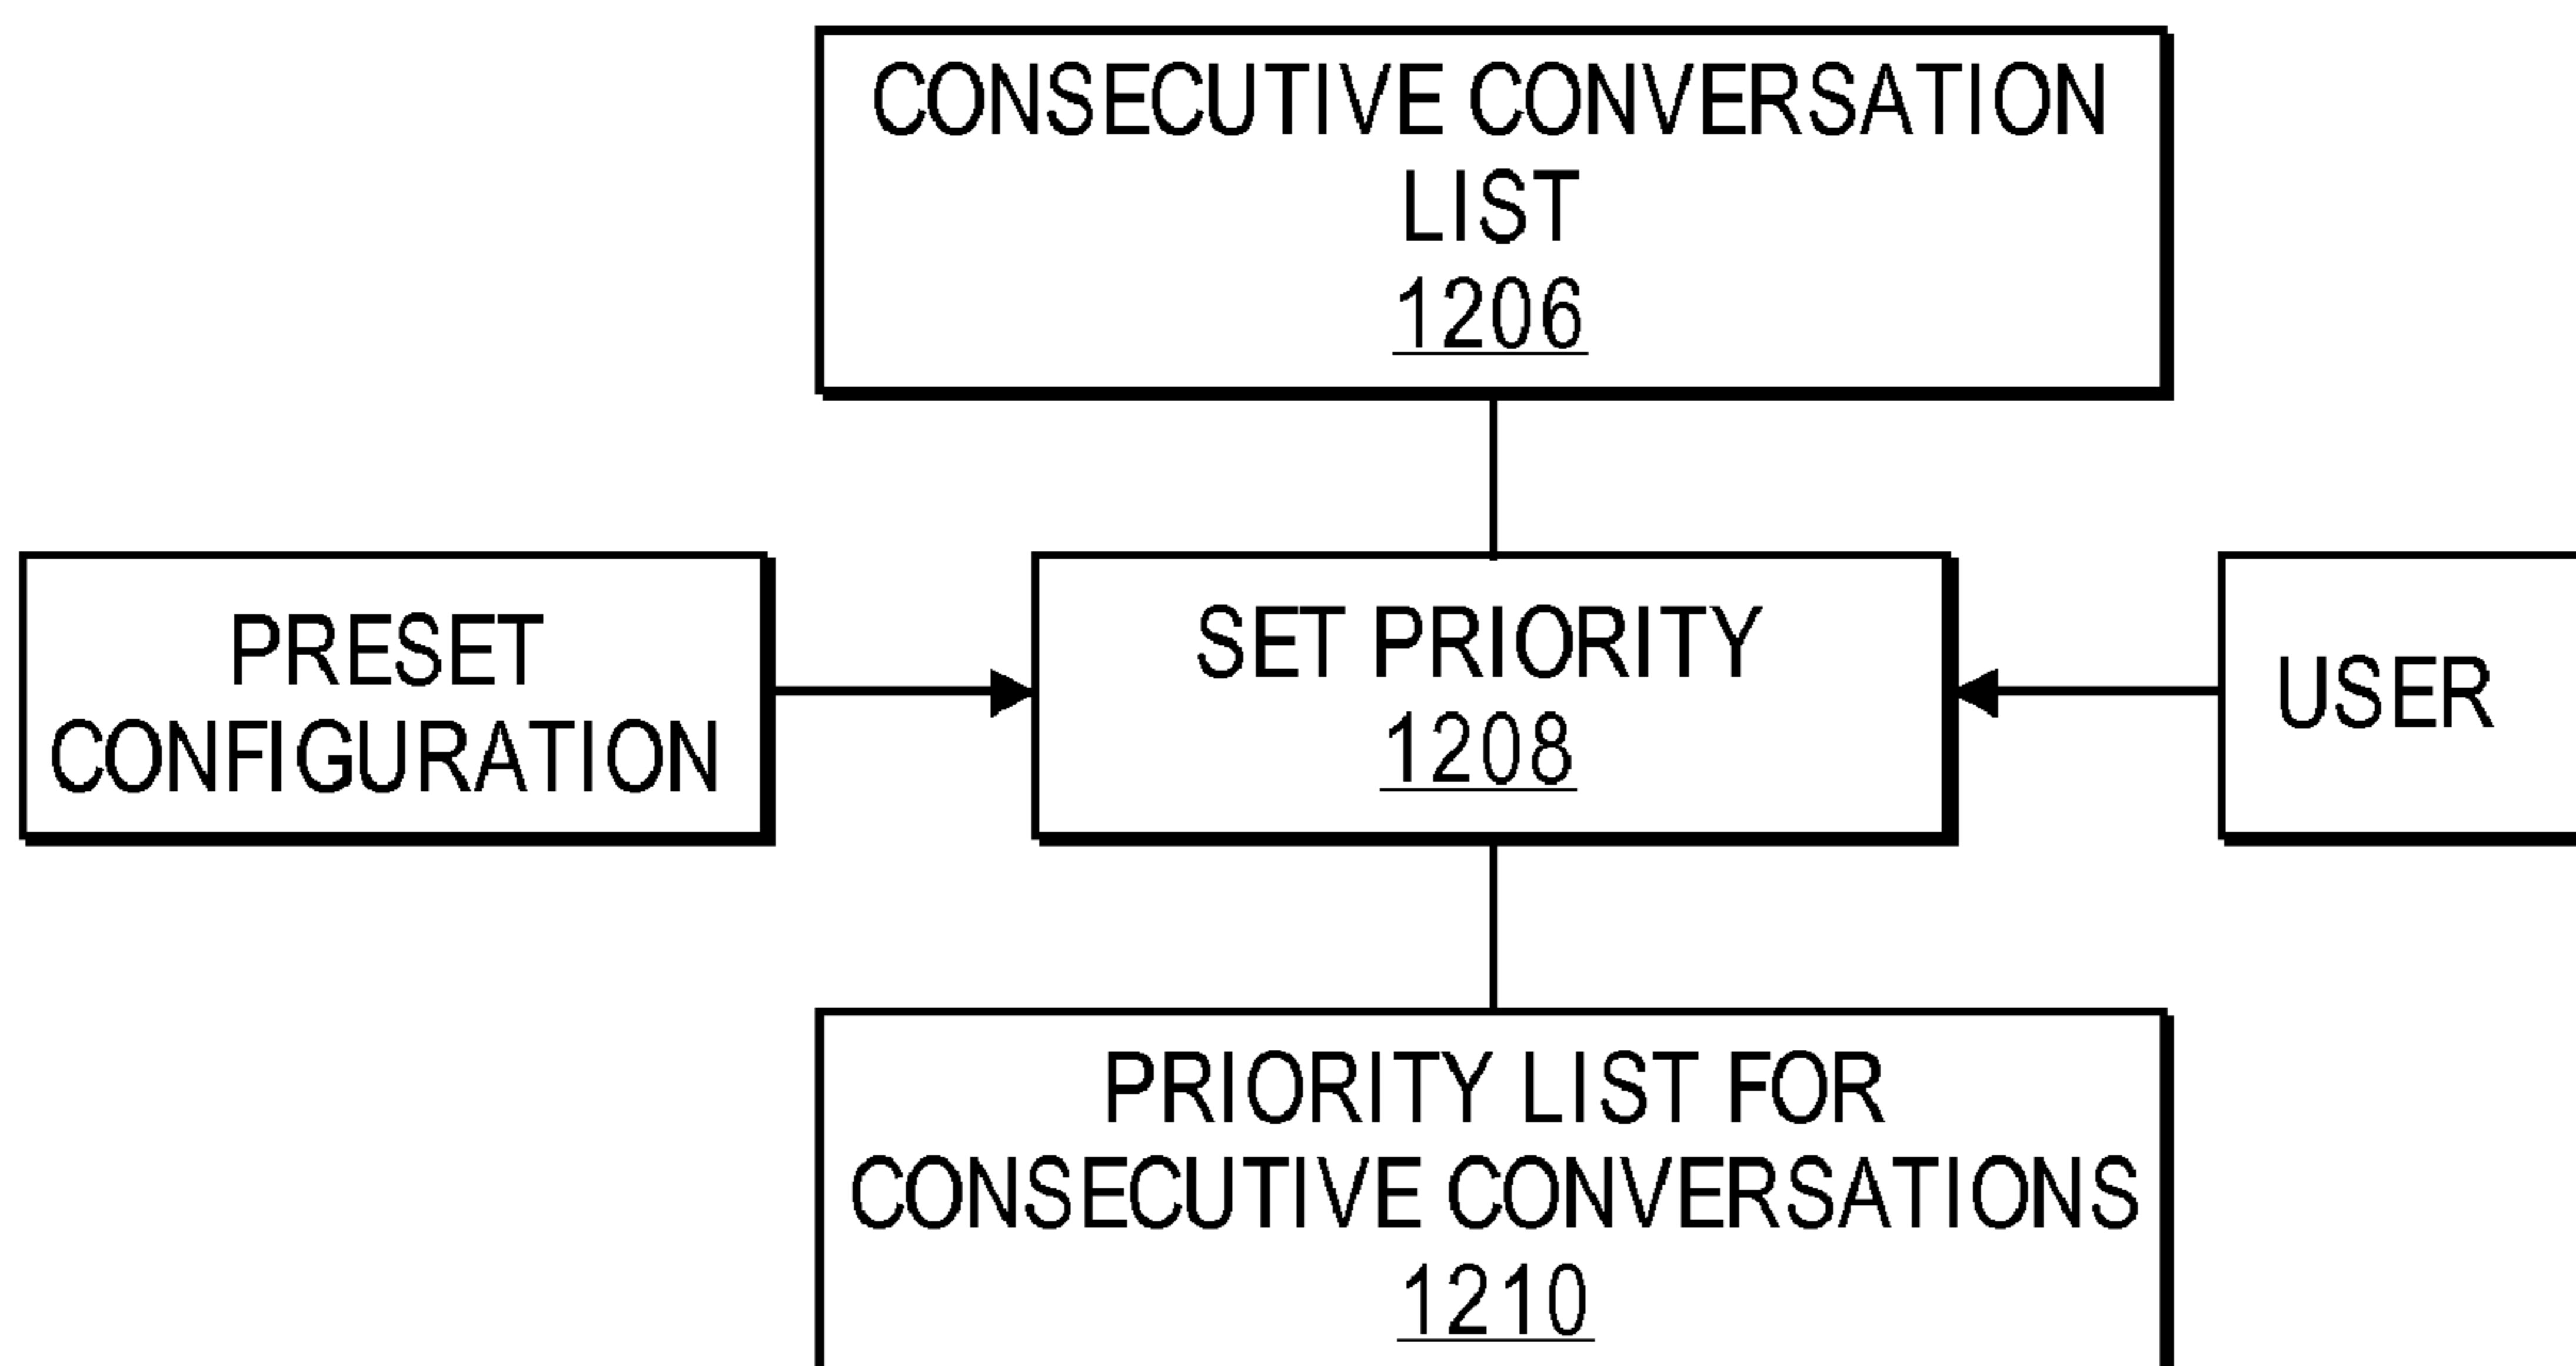 CONSECUTIVE CONVERSATION
LIST
1206
PRESET
CONFIGURATION
SET PRIORITY
1208
USER
PRIORITY LIST FOR
CONSECUTIVE CONVERSATIONS
1210